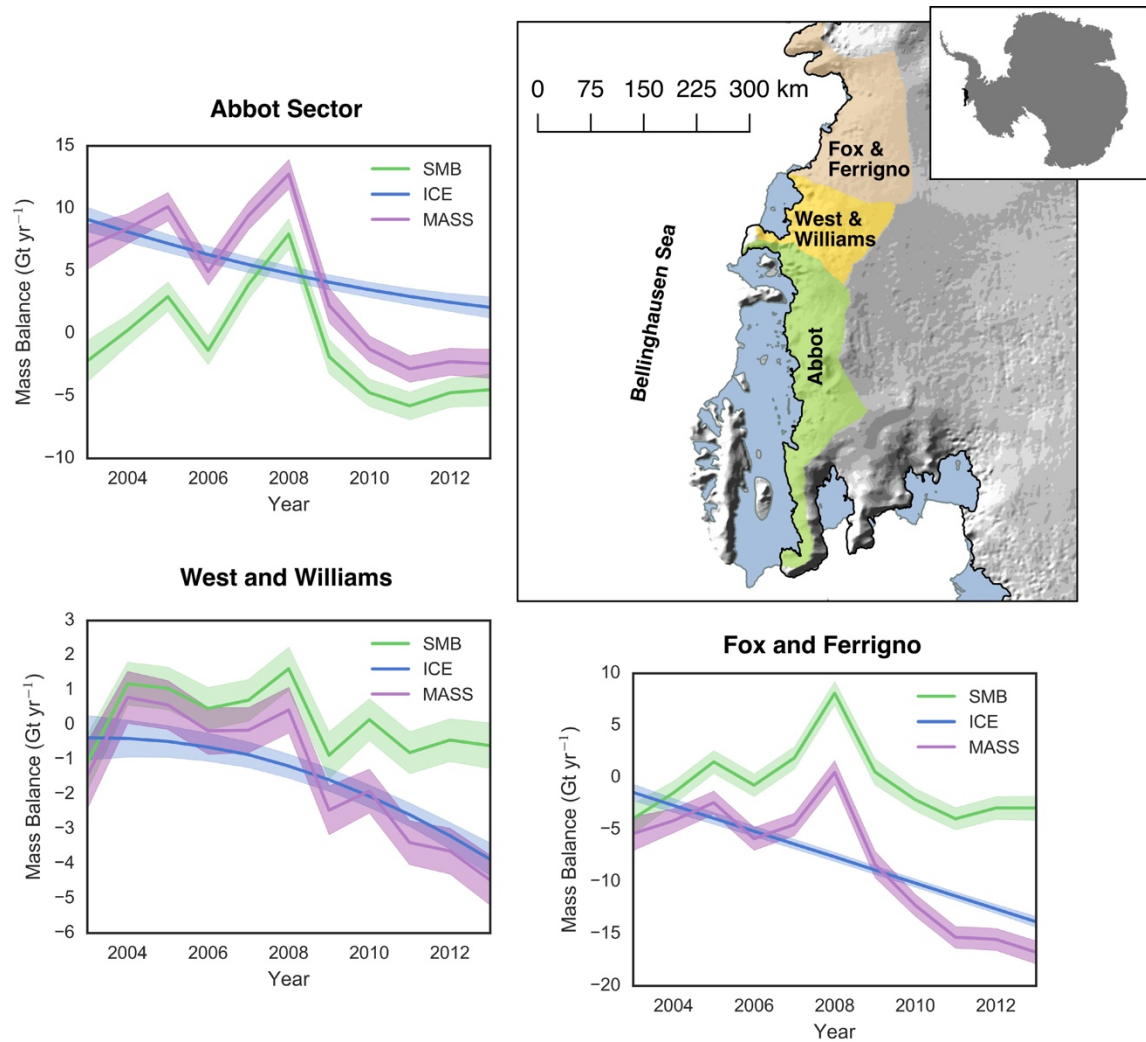 Abbot Sector
15
10
5
0
−5
−10
Mass Balance (Gt yr⁻¹)
SMB
ICE
MASS
2004 2006 2008 2010 2012
Year
0 75 150 225 300 km
Fox &
Ferrigno
West &
Williams
Abbot
Bellinghausen Sea
West and Williams
3
2
1
0
−1
−2
−3
−4
−5
−6
Mass Balance (Gt yr⁻¹)
SMB
ICE
MASS
2004 2006 2008 2010 2012
Year
Fox and Ferrigno
10
5
0
−5
−10
−15
−20
Mass Balance (Gt yr⁻¹)
SMB
ICE
MASS
2004 2006 2008 2010 2012
Year